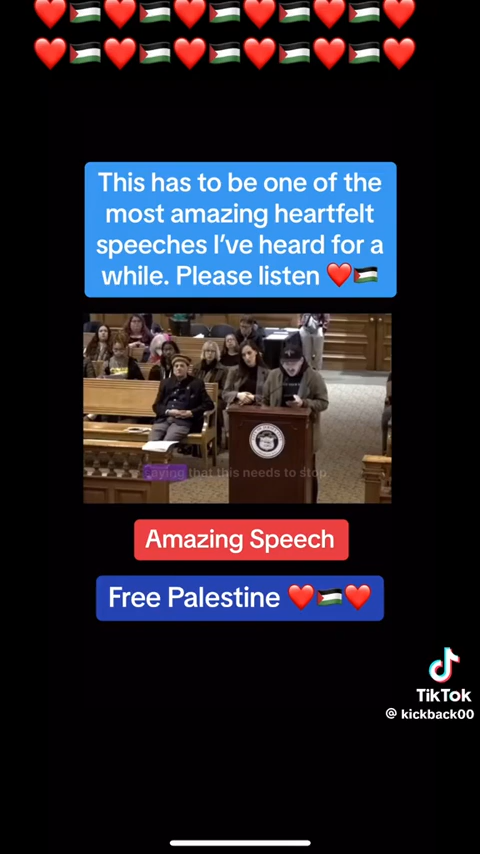 This has to be one of the
most amazing heartfelt
speeches I've heard for a
while. Please listen ❤️🇵🇸
that this needs to stop
Amazing Speech
Free Palestine ❤️🇵🇸❤️
TikTok
@ kickback00